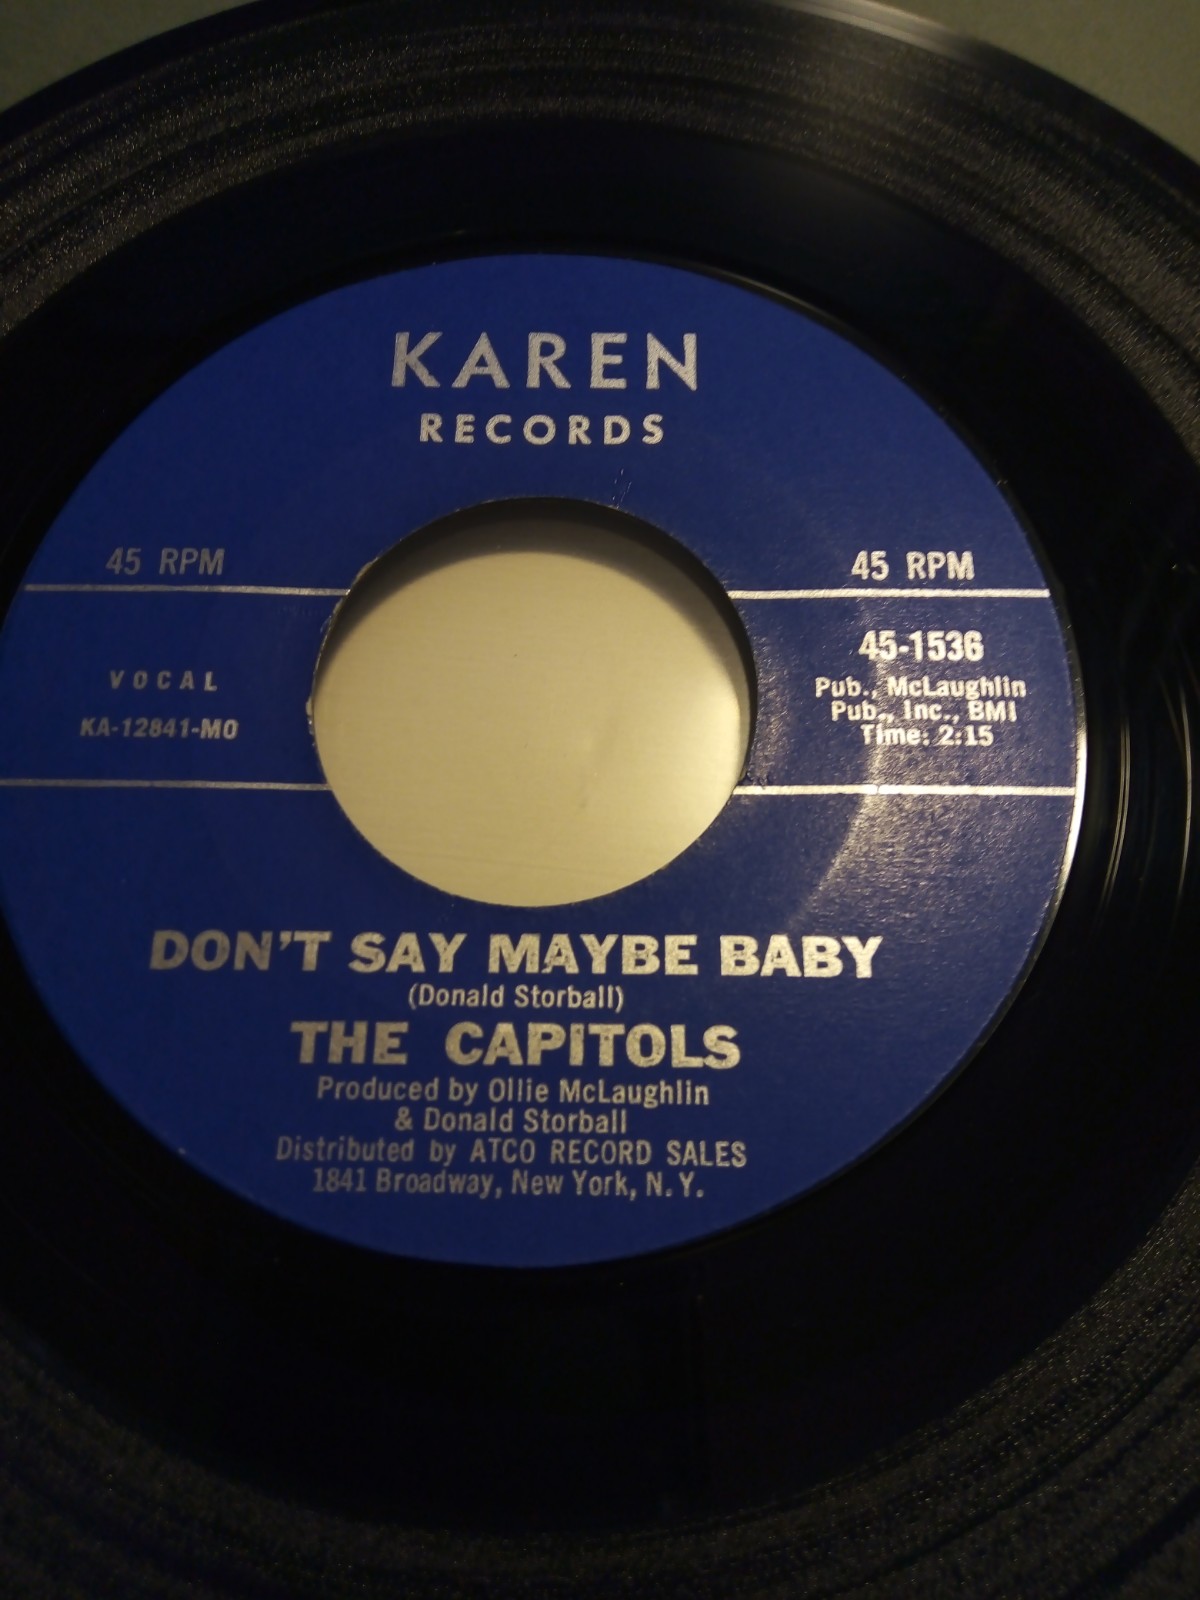 KAREN
RECORDS
45 RPM
45 RPM
VOCAL
KA-12841-MO
45-1536
Pub., McLaughlin
Pub., Inc., BMI
Time: 2:15
DON'T SAY MAYBE BABY
(Donald Storball)
THE CAPITOLS
Produced by Ollie McLaughlin
& Donald Storball
Distributed by ATCO RECORD SALES
1841 Broadway, New York, N.Y.